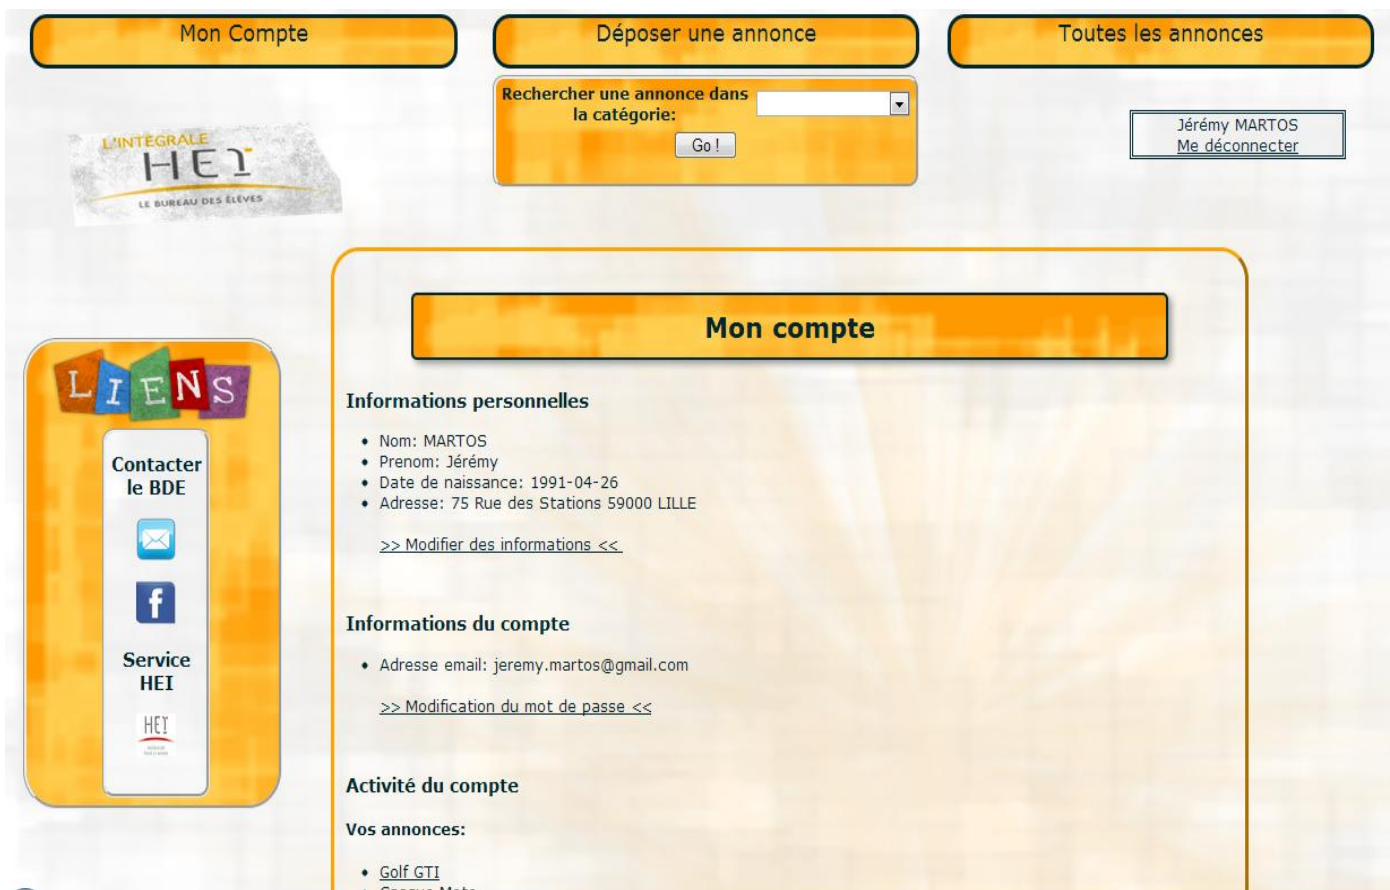 Mon Compte
Déposer une annonce
Toutes les annonces
Rechercher une annonce dans
la catégorie:
Go !
Jérémy MARTOS
Me déconnecter
L'INTÉGRALE
HEI
LE BUREAU DES ÉLÈVES
Mon compte
LIENS
Contacter
le BDE
f
Service
HEI
HEI
Informations personnelles
• Nom: MARTOS
• Prenom: Jérémy
• Date de naissance: 1991-04-26
• Adresse: 75 Rue des Stations 59000 LILLE
>> Modifier des informations <<
Informations du compte
• Adresse email: jeremy.martos@gmail.com
>> Modification du mot de passe <<
Activité du compte
Vos annonces:
• Golf GTI